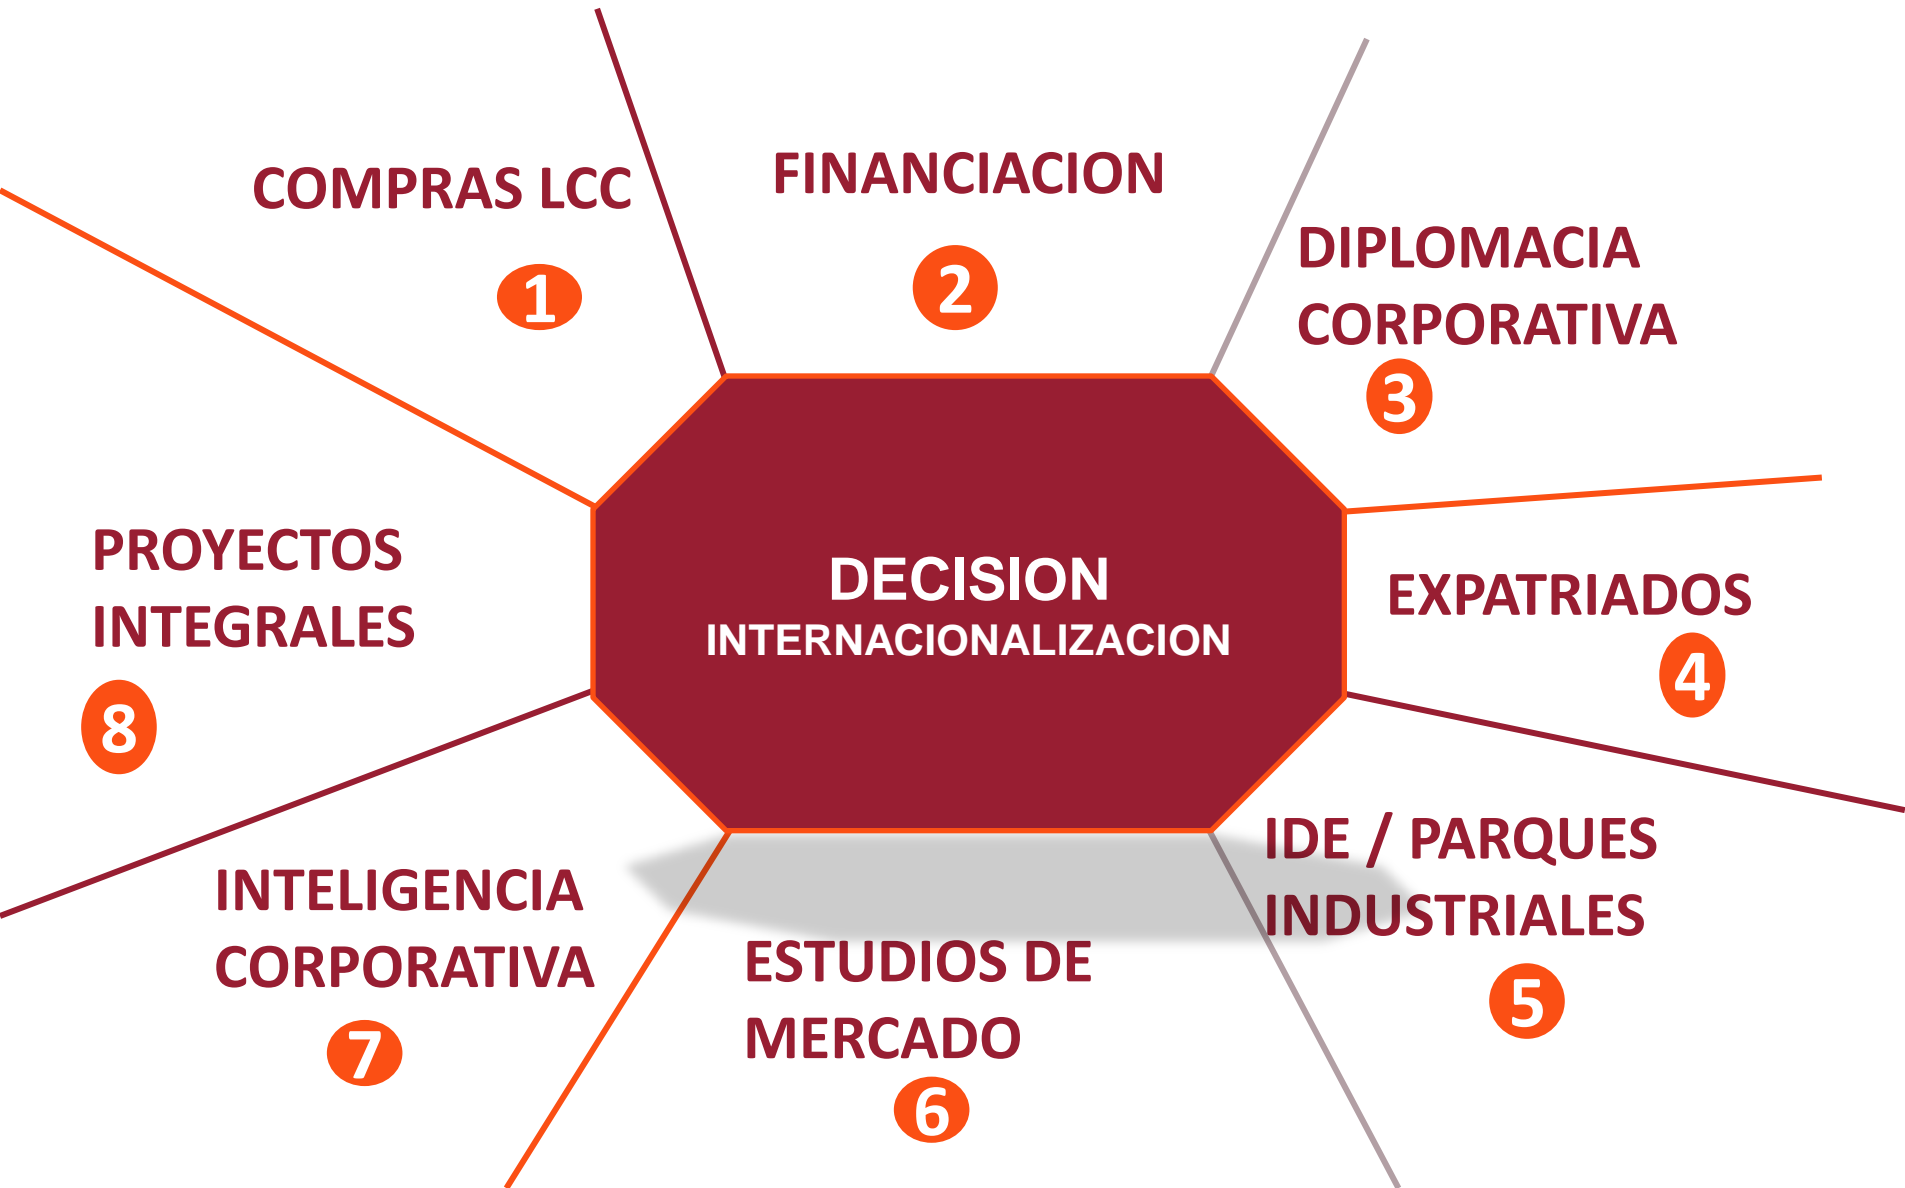 COMPRAS LCC
1
FINANCIACION
2
DIPLOMACIA
CORPORATIVA
3
EXPATRIADOS
4
IDE / PARQUES
INDUSTRIALES
5
ESTUDIOS DE
MERCADO
6
INTELIGENCIA
CORPORATIVA
7
PROYECTOS
INTEGRALES
8
DECISION
INTERNACIONALIZACION